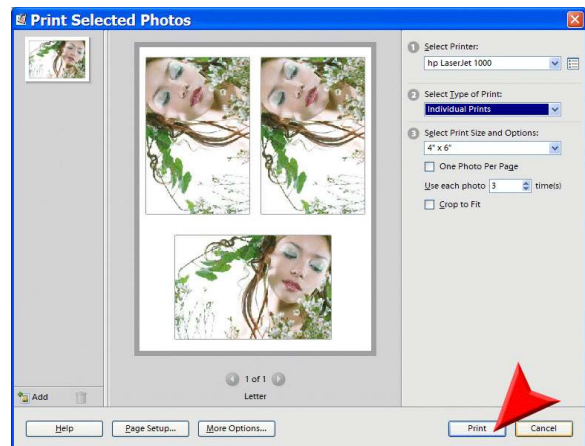 Print Selected Photos
1 Select Printer:
hp LaserJet 1000
2 Select Type of Print:
Individual Prints
3 Select Print Size and Options:
4" x 6"
One Photo Per Page
Use each photo 3 time(s)
Crop to Fit
1 of 1
Letter
Add
Help
Page Setup...
More Options...
Print
Cancel